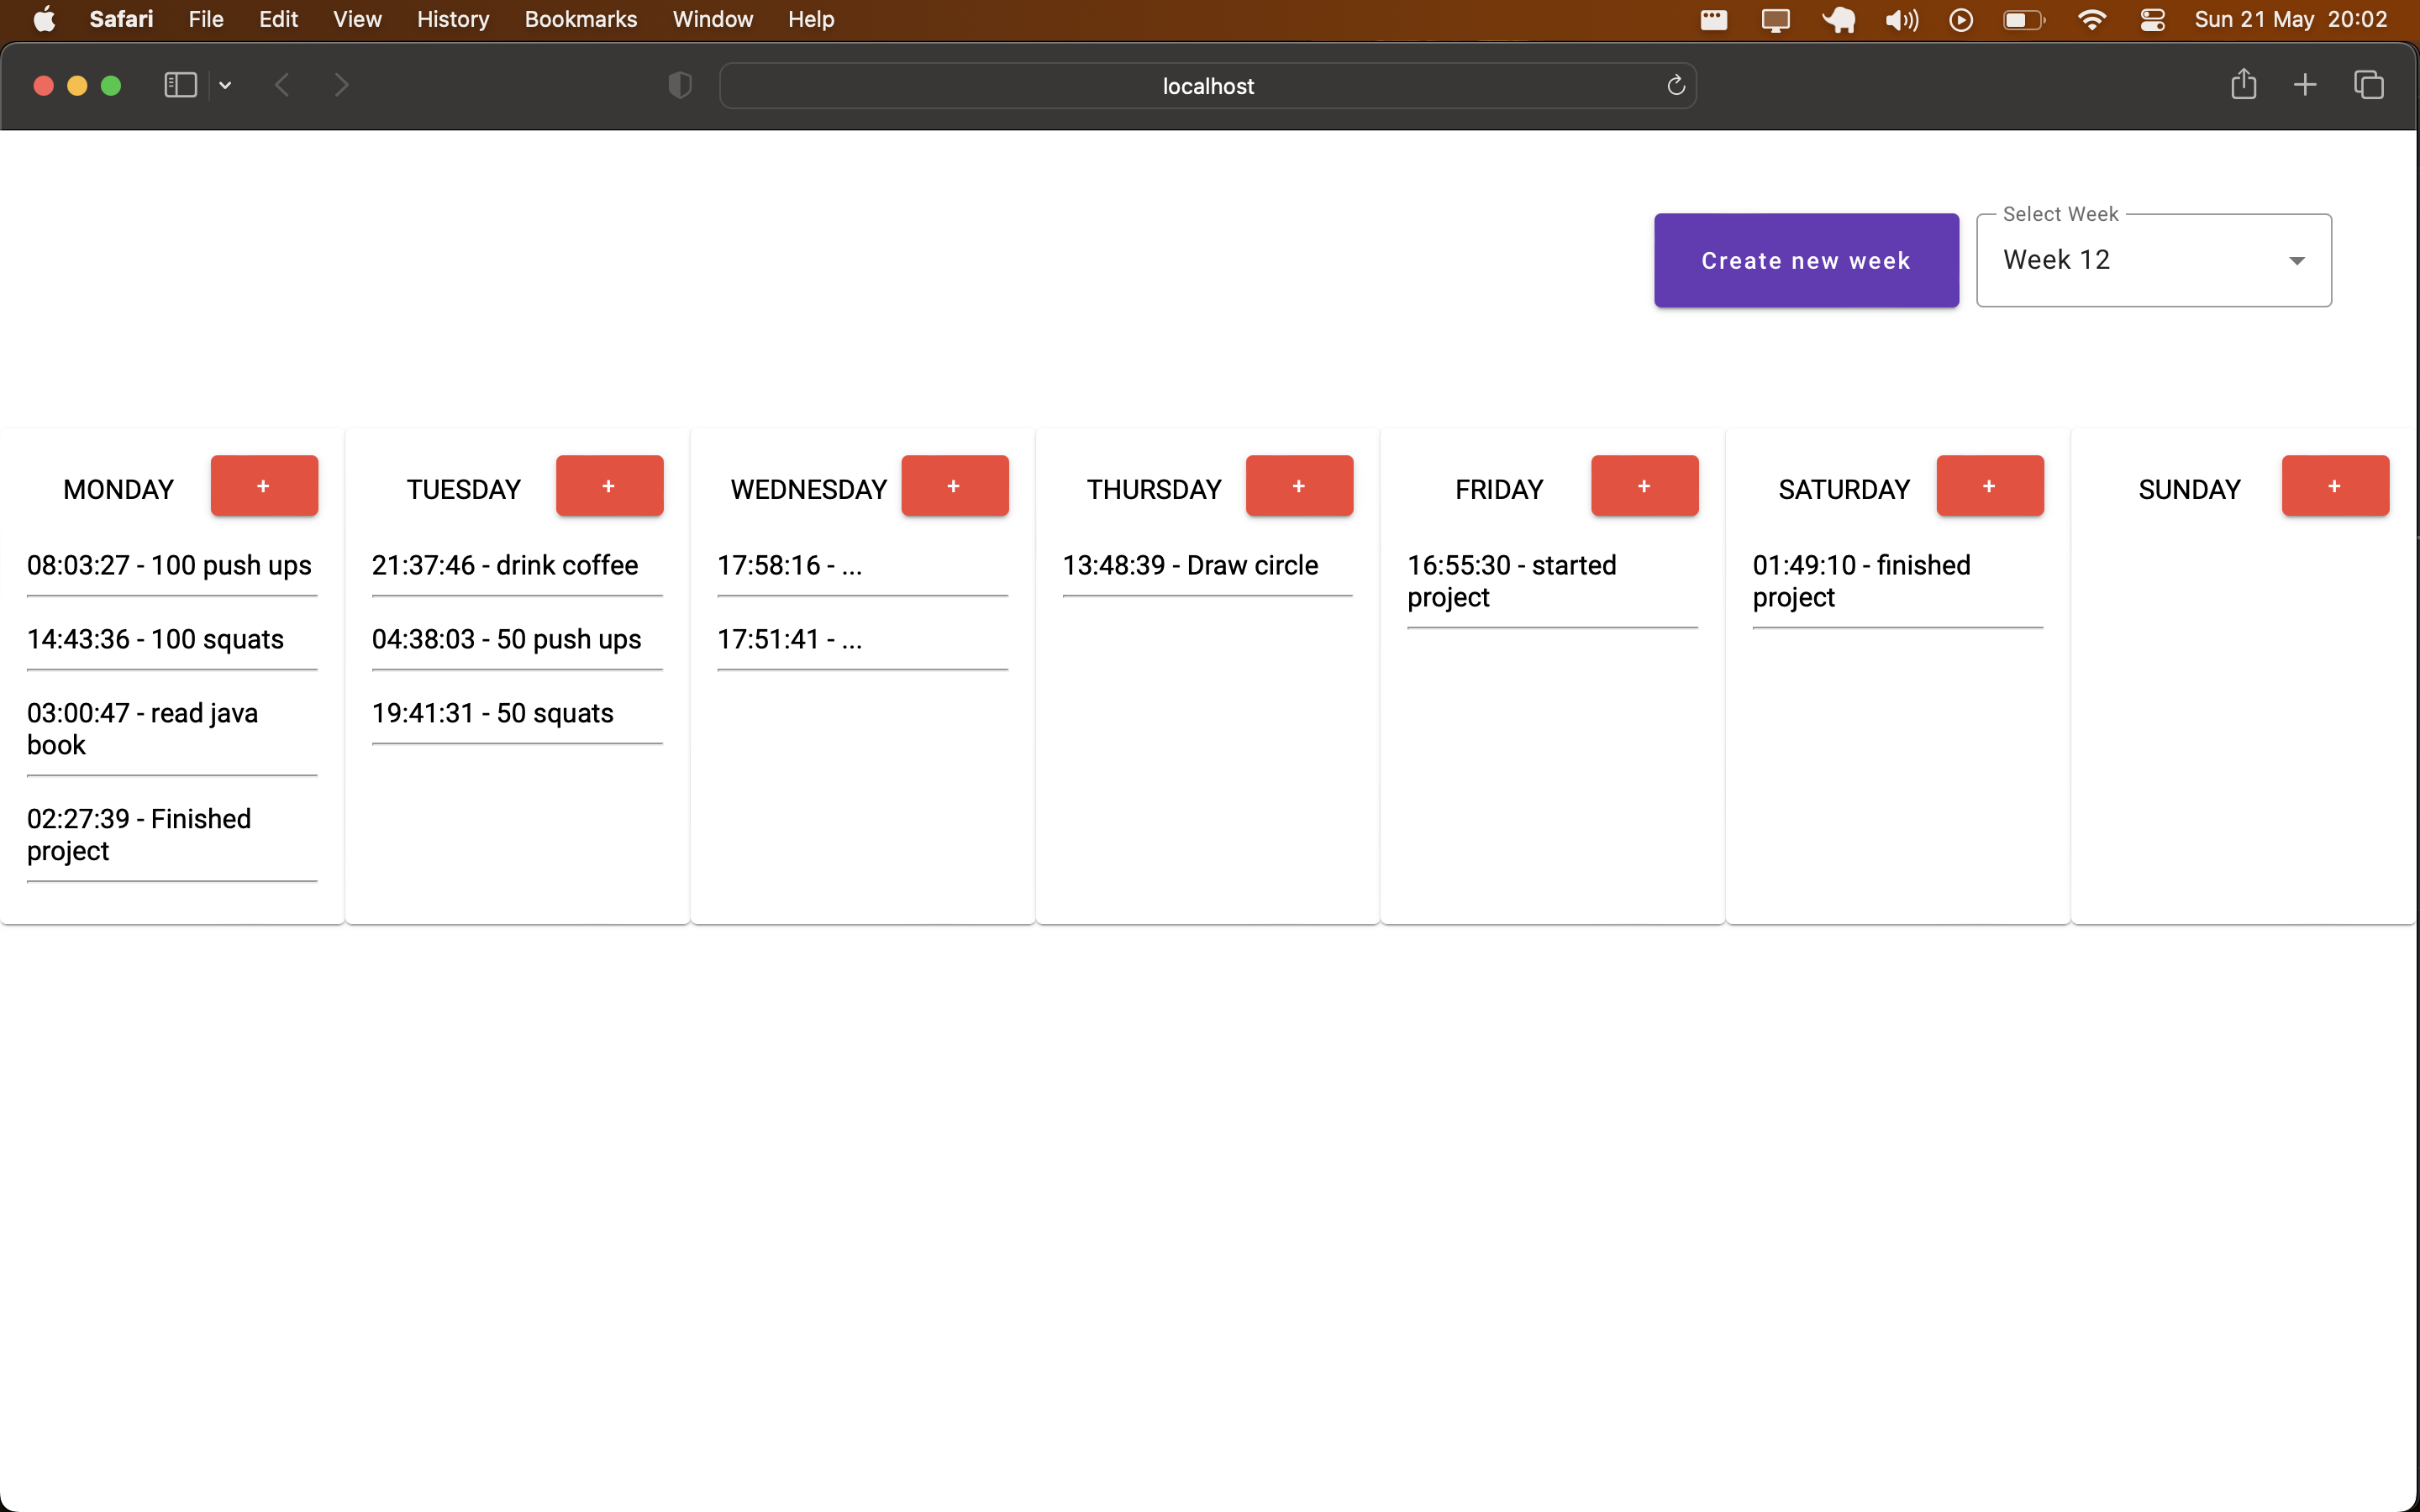 Safari File Edit View History Bookmarks Window Help Sun 21 May 20:02
localhost
Select Week
Create new week Week 12
MONDAY + TUESDAY + WEDNESDAY + THURSDAY + FRIDAY + SATURDAY + SUNDAY +
08:03:27 - 100 push ups
14:43:36 - 100 squats
03:00:47 - read java
book
02:27:39 - Finished
project
21:37:46 - drink coffee
04:38:03 - 50 push ups
19:41:31 - 50 squats
17:58:16 - ...
17:51:41 - ...
13:48:39 - Draw circle
16:55:30 - started
project
01:49:10 - finished
project